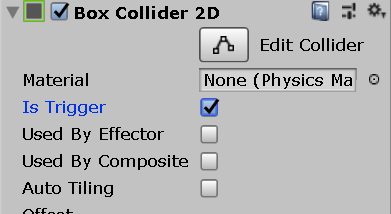 Box Collider 2D
Edit Collider
Material None (Physics Ma
Is Trigger
Used By Effector
Used By Composite
Auto Tiling
Offset